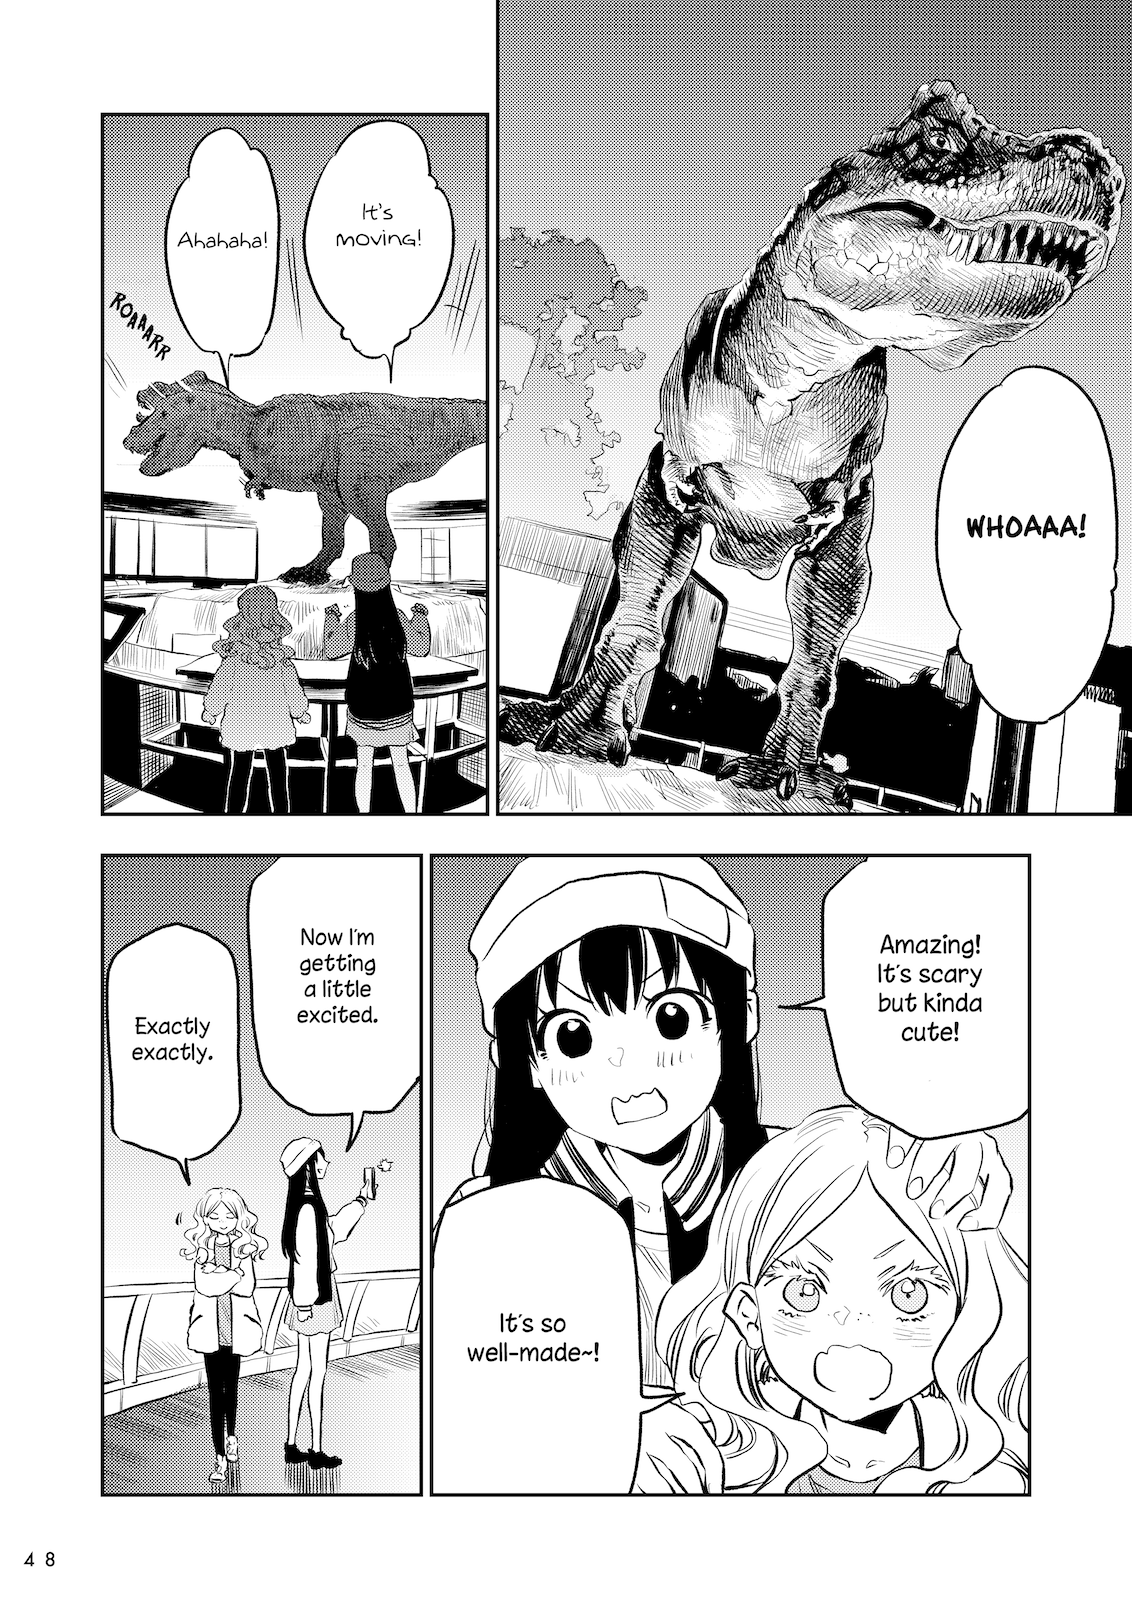 WHOAAA!
It's
moving!
Ahahaha!
ROAAARR
Amazing!
It's scary
but kinda
cute!
It's so
well-made~!
Now I'm
getting
a little
excited.
Exactly
exactly.
48